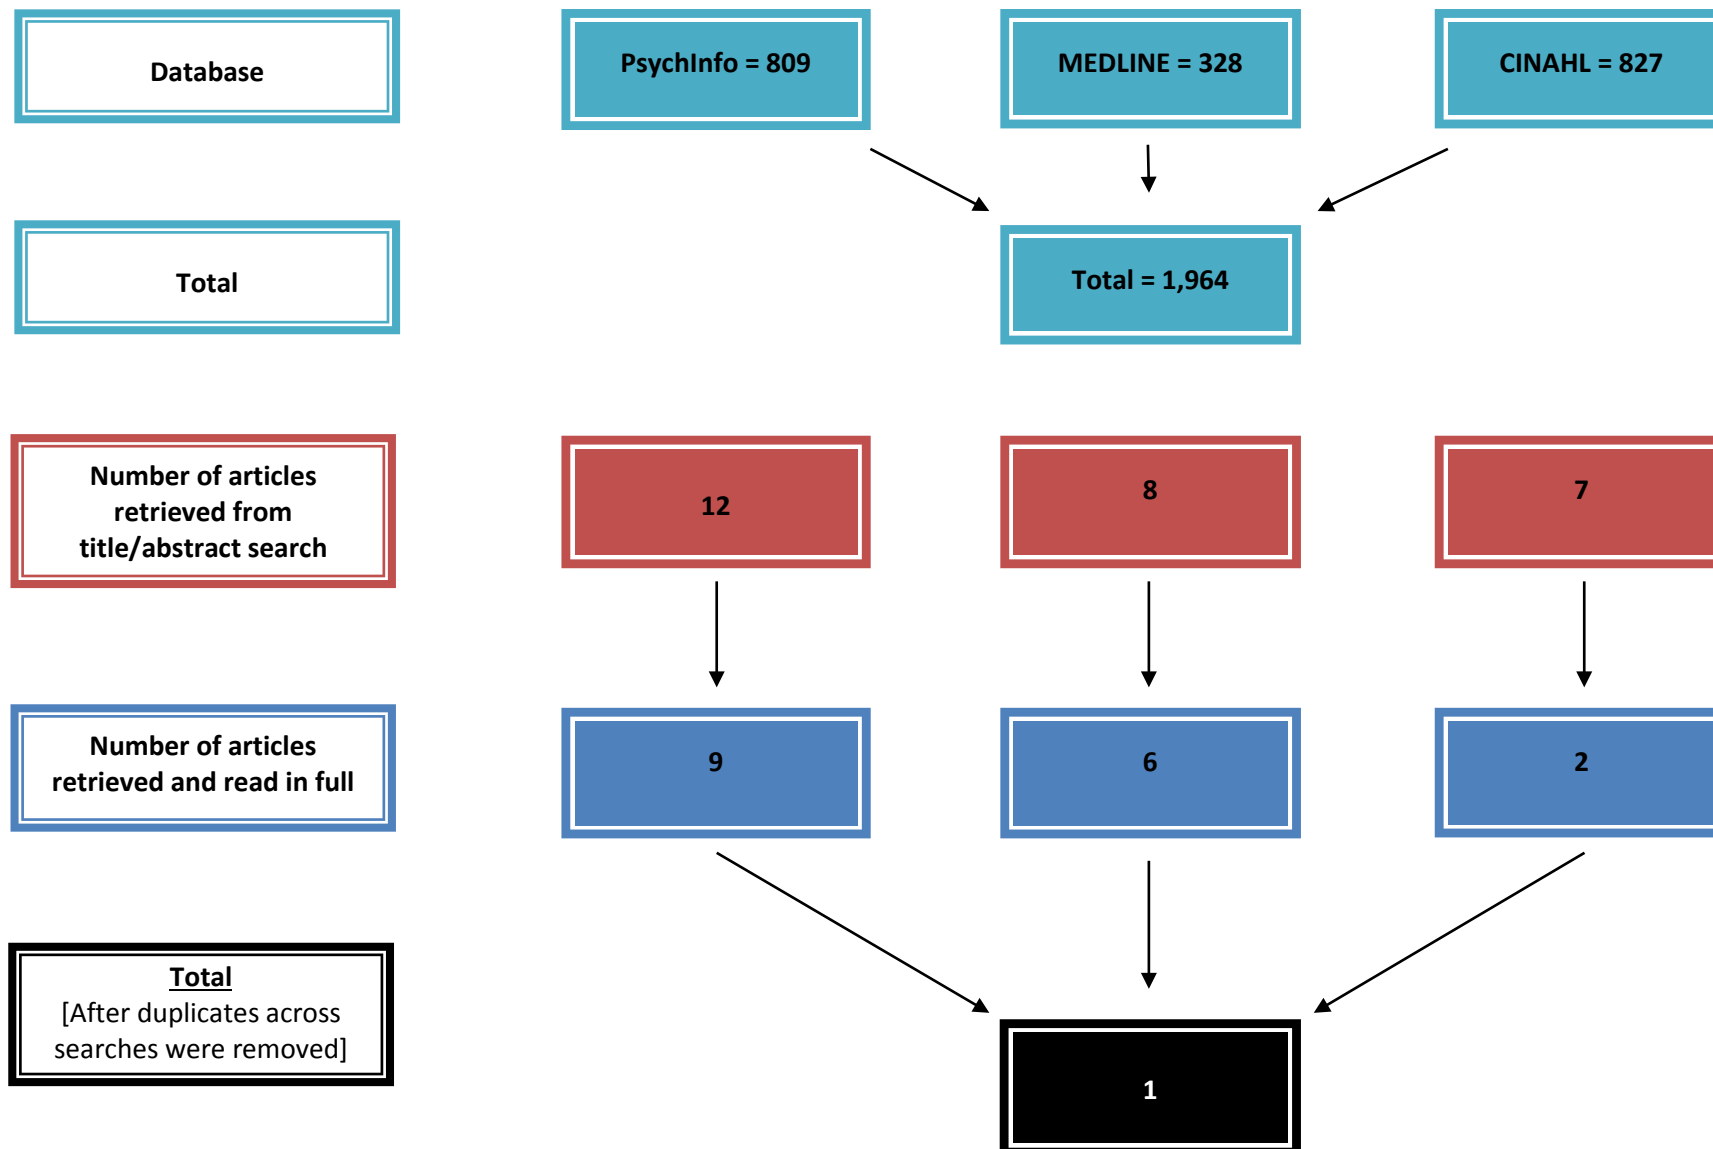 Database
PsychInfo = 809
MEDLINE = 328
CINAHL = 827
Total
Total = 1,964
Number of articles
retrieved from
title/abstract search
12
8
7
Number of articles
retrieved and read in full
9
6
2
Total
[After duplicates across
searches were removed]
1